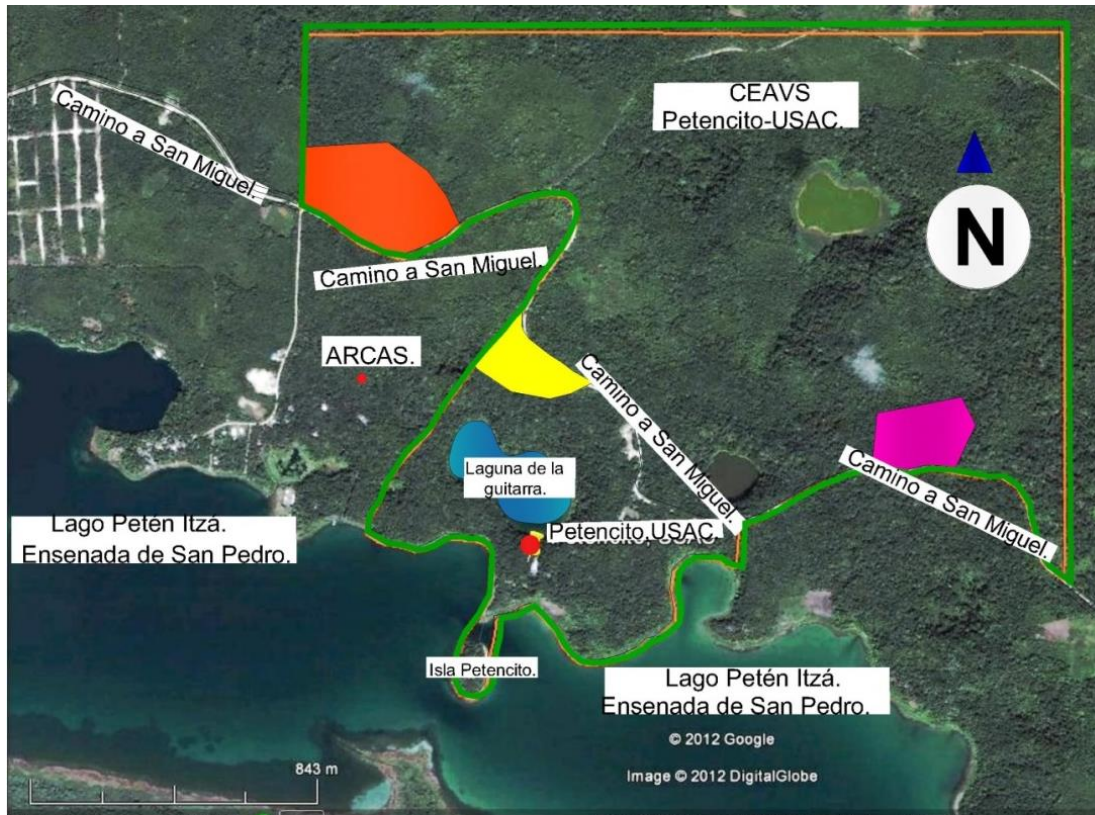 CEAVS
Petencito-USAC.
Camino a San Miguel.
N
Camino a San Miguel.
ARCAS.
Camino a San Miguel.
Laguna de la
guitarra.
Camino a San Miguel.
Lago Petén Itzá.
Ensenada de San Pedro.
Petencito,USAC.
Isla Petencito.
Lago Petén Itzá.
Ensenada de San Pedro.
© 2012 Google
843 m
Image © 2012 DigitalGlobe